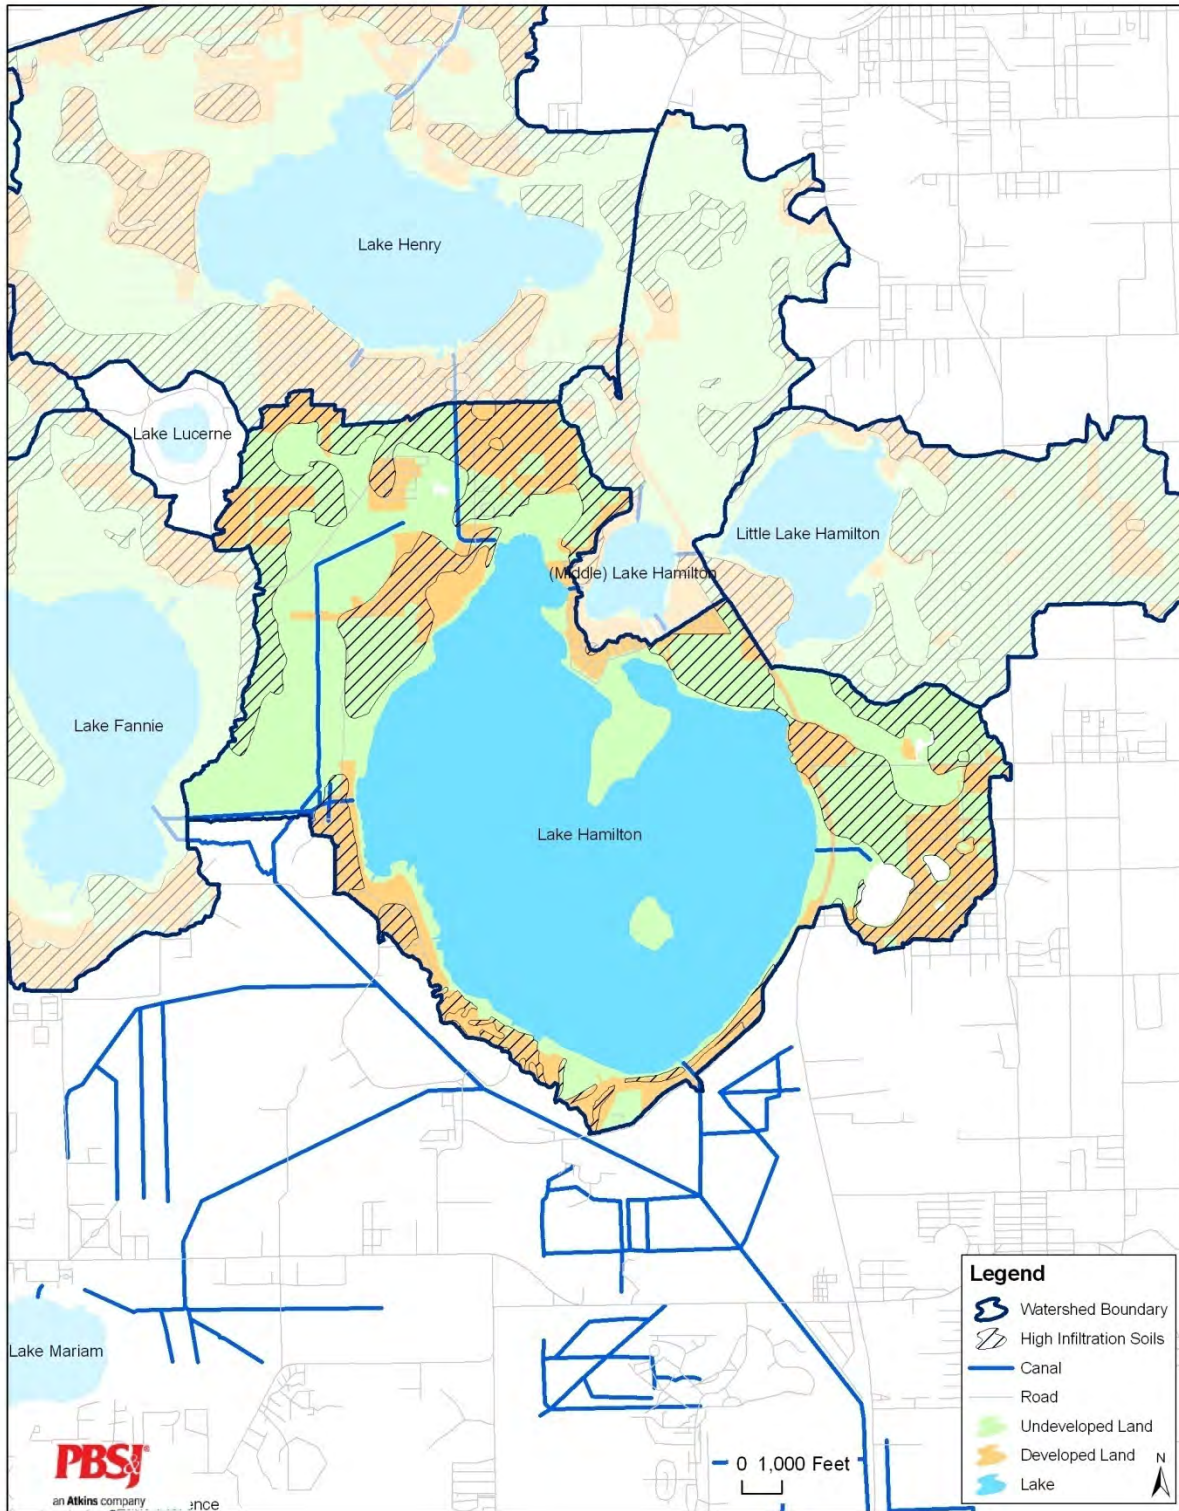 Lake Henry
Lake Lucerne
Little Lake Hamilton
(Middle) Lake Hamilton
Lake Fannie
Lake Hamilton
Lake Mariam
Legend
Watershed Boundary
High Infiltration Soils
Canal
Road
Undeveloped Land
Developed Land
Lake
N
0 1,000 Feet
PBSJ
an Atkins company